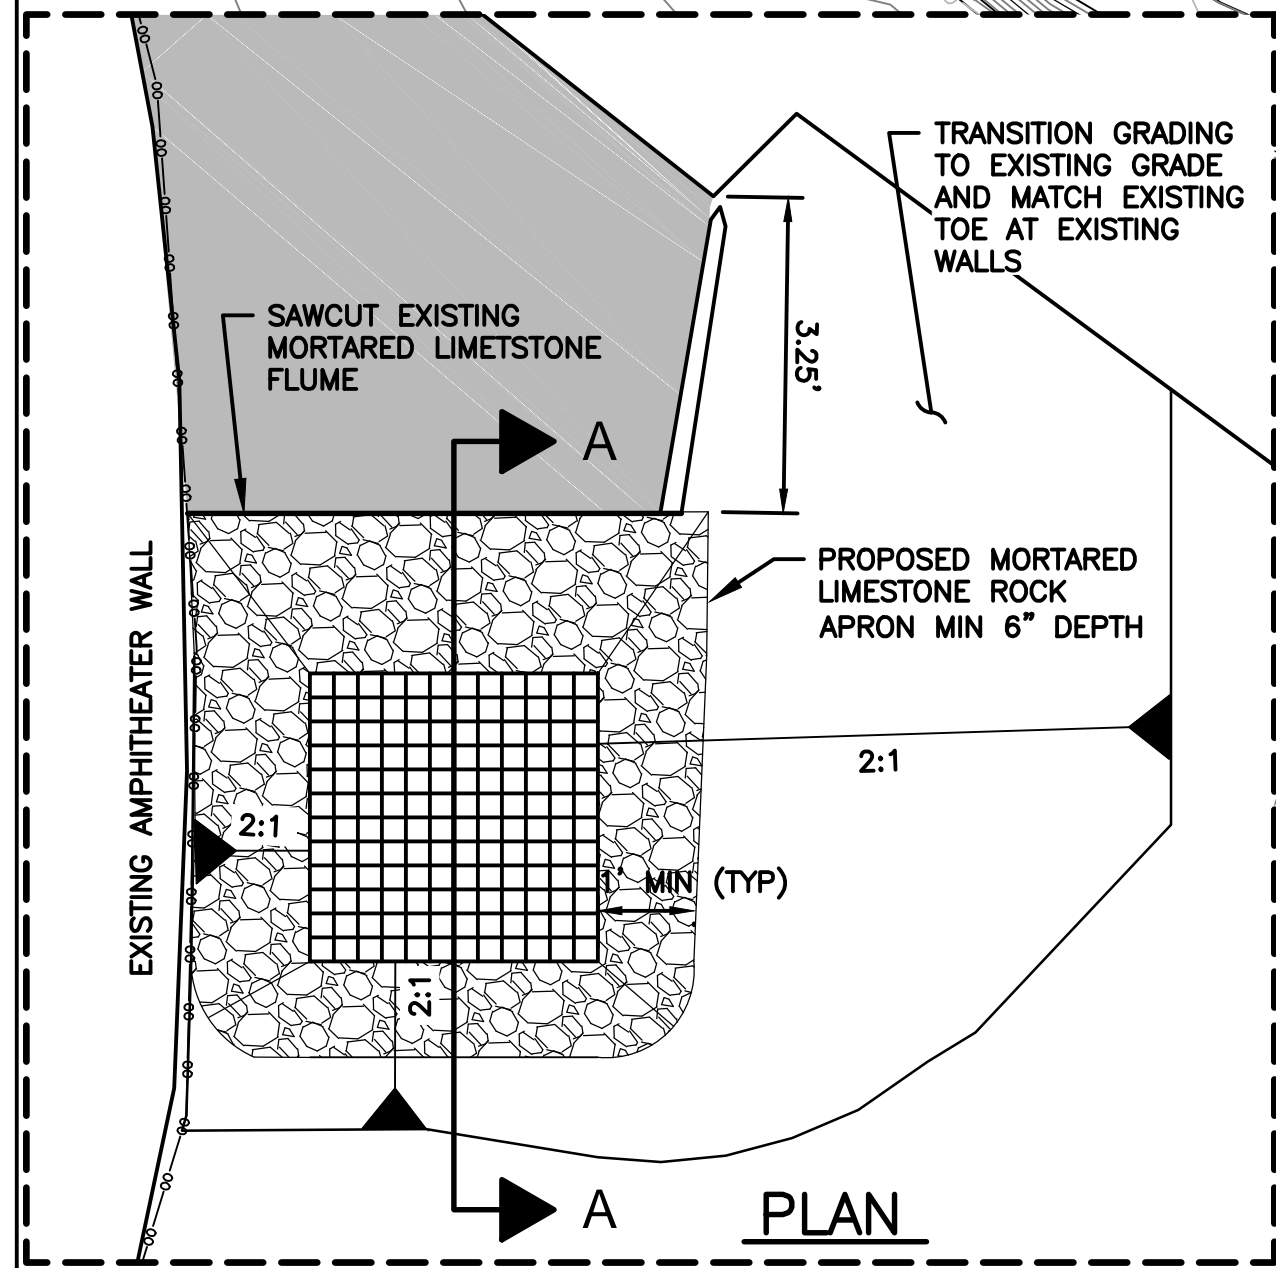 TRANSITION GRADING
TO EXISTING GRADE
AND MATCH EXISTING
TOE AT EXISTING
WALLS
SAWCUT EXISTING
MORTARED LIMETSTONE
FLUME
3.25'
A
PROPOSED MORTARED
LIMESTONE ROCK
APRON MIN 6" DEPTH
EXISTING AMPHITHEATER WALL
2:1
2:1
1' MIN (TYP)
2:1
A
PLAN